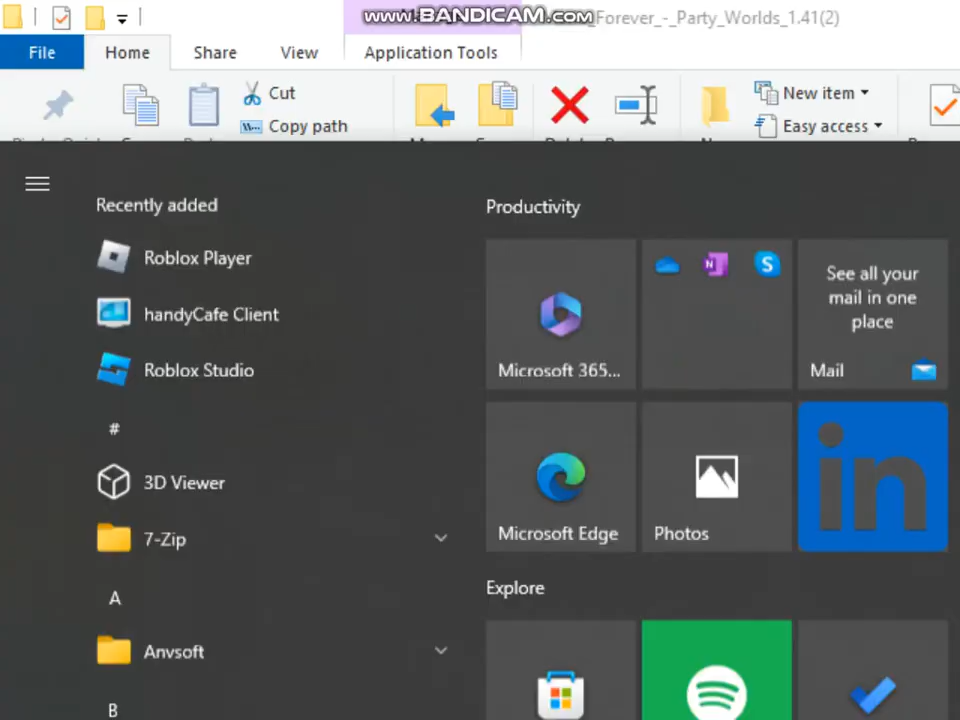 www.BANDICAM.com
_Forever_-_Party_Worlds_1.41(2)
File
Home
Share
View
Application Tools
Cut
Copy path
New item
Easy access
Recently added
Roblox Player
handyCafe Client
Roblox Studio
#
3D Viewer
7-Zip
A
Anvsoft
B
Productivity
Microsoft 365...
N
S
See all your
mail in one
place
Mail
Microsoft Edge
Photos
in
Explore